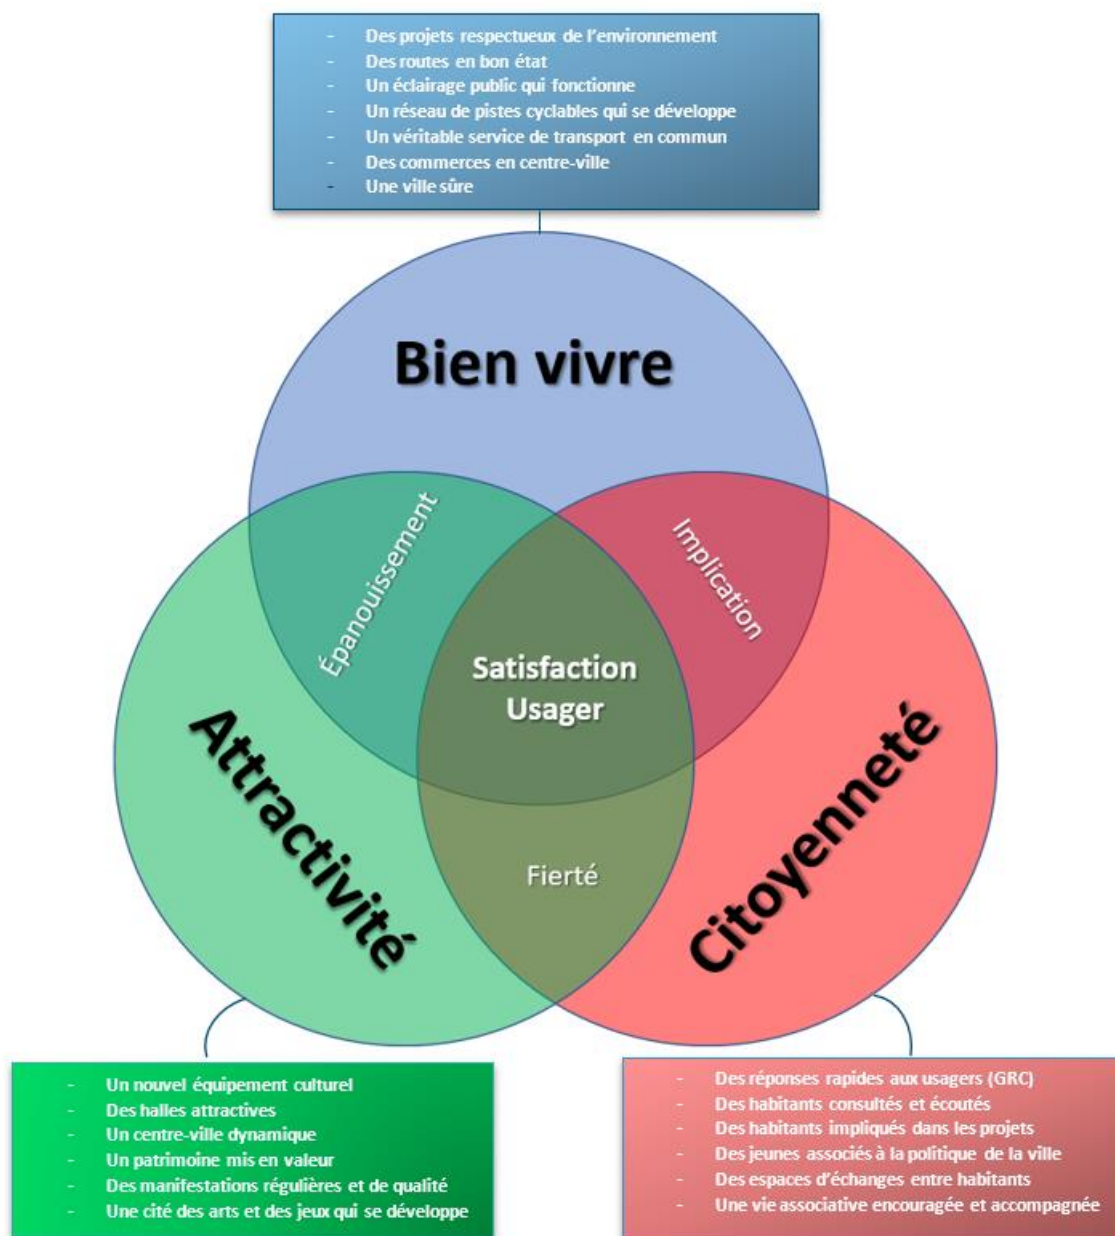 - Des projets respectueux de l'environnement
- Des routes en bon état
- Un éclairage public qui fonctionne
- Un réseau de pistes cyclables qui se développe
- Un véritable service de transport en commun
- Des commerces en centre-ville
- Une ville sûre
Bien vivre
Épanouissement
Implication
Satisfaction
Usager
Attractivité
Citoyenneté
Fierté
- Un nouvel équipement culturel
- Des halles attractives
- Un centre-ville dynamique
- Un patrimoine mis en valeur
- Des manifestations régulières et de qualité
- Une cité des arts et des jeux qui se développe
- Des réponses rapides aux usagers (GRC)
- Des habitants consultés et écoutés
- Des habitants impliqués dans les projets
- Des jeunes associés à la politique de la ville
- Des espaces d'échanges entre habitants
- Une vie associative encouragée et accompagnée